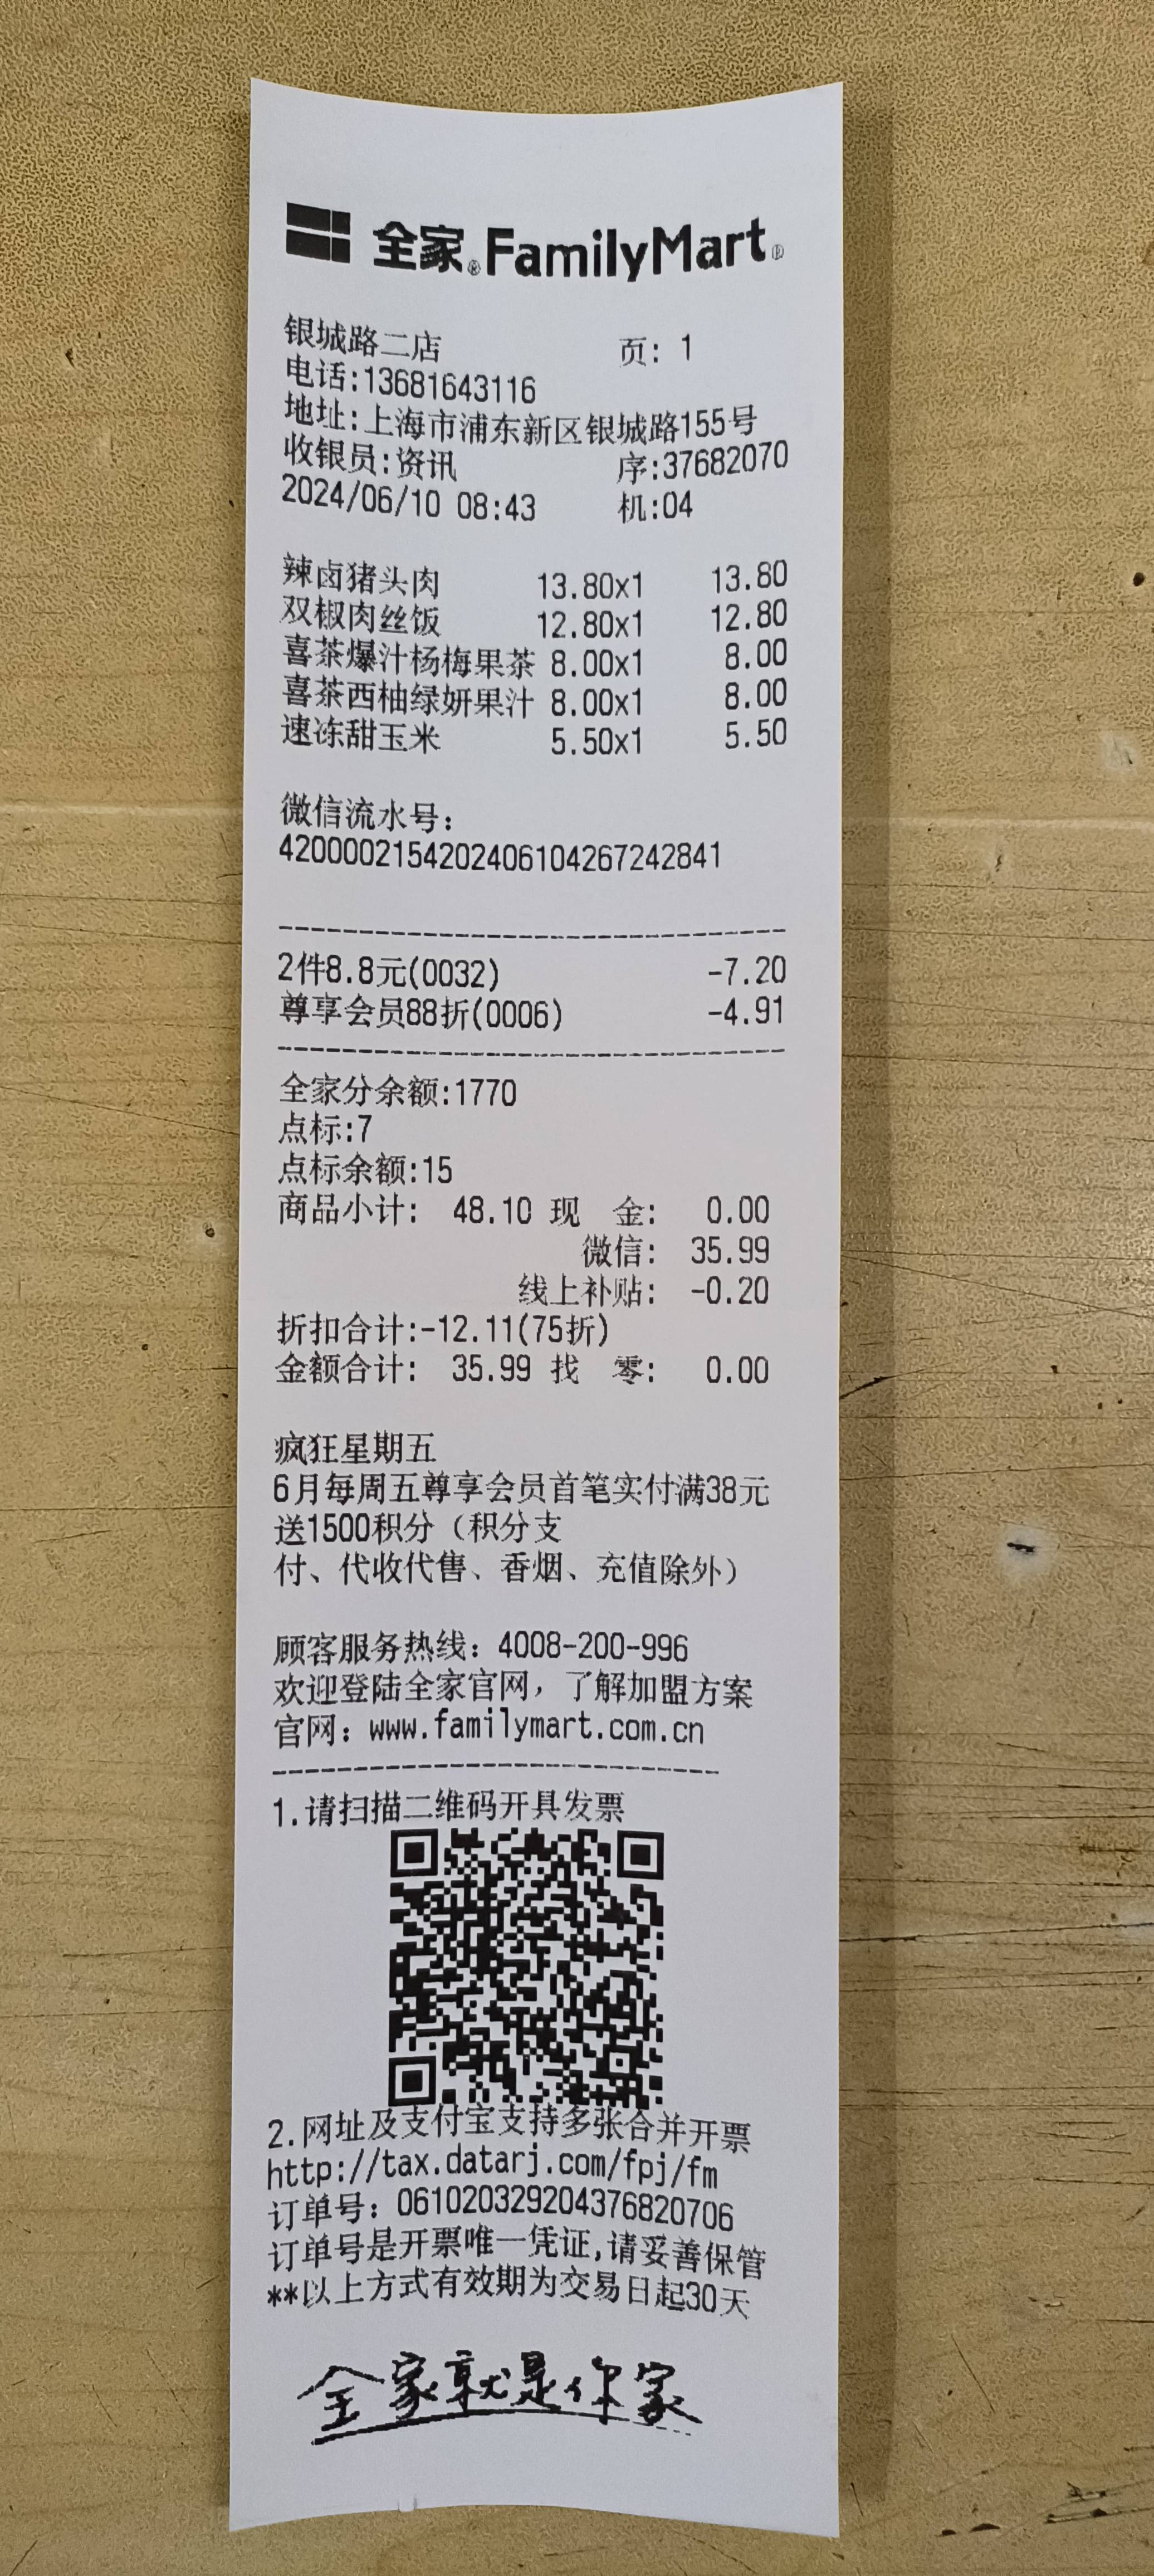 全家®FamilyMart®
银城路二店 页: 1
电话:13681643116
地址:上海市浦东新区银城路155号
收银员:资讯 序:37682070
2024/06/10 08:43 机:04
辣卤猪头肉 13.80x1 13.80
双椒肉丝饭 12.80x1 12.80
喜茶爆汁杨梅果茶 8.00x1 8.00
喜茶西柚绿妍果汁 8.00x1 8.00
速冻甜玉米 5.50x1 5.50
微信流水号:
4200002154202406104267242841
2件8.8元(0032) -7.20
尊享会员88折(0006) -4.91
全家分余额:1770
点标:7
点标余额:15
商品小计: 48.10 现 金: 0.00
微信: 35.99
线上补贴: -0.20
折扣合计:-12.11(75折)
金额合计: 35.99 找 零: 0.00
疯狂星期五
6月每周五尊享会员首笔实付满38元
送1500积分（积分支
付、代收代售、香烟、充值除外）
顾客服务热线：4008-200-996
欢迎登陆全家官网，了解加盟方案
官网：www.familymart.com.cn
1.请扫描二维码开具发票
2.网址及支付宝支持多张合并开票
http://tax.datarj.com/fpj/fm
订单号：061020329204376820706
订单号是开票唯一凭证,请妥善保管
**以上方式有效期为交易日起30天
全家就是你家